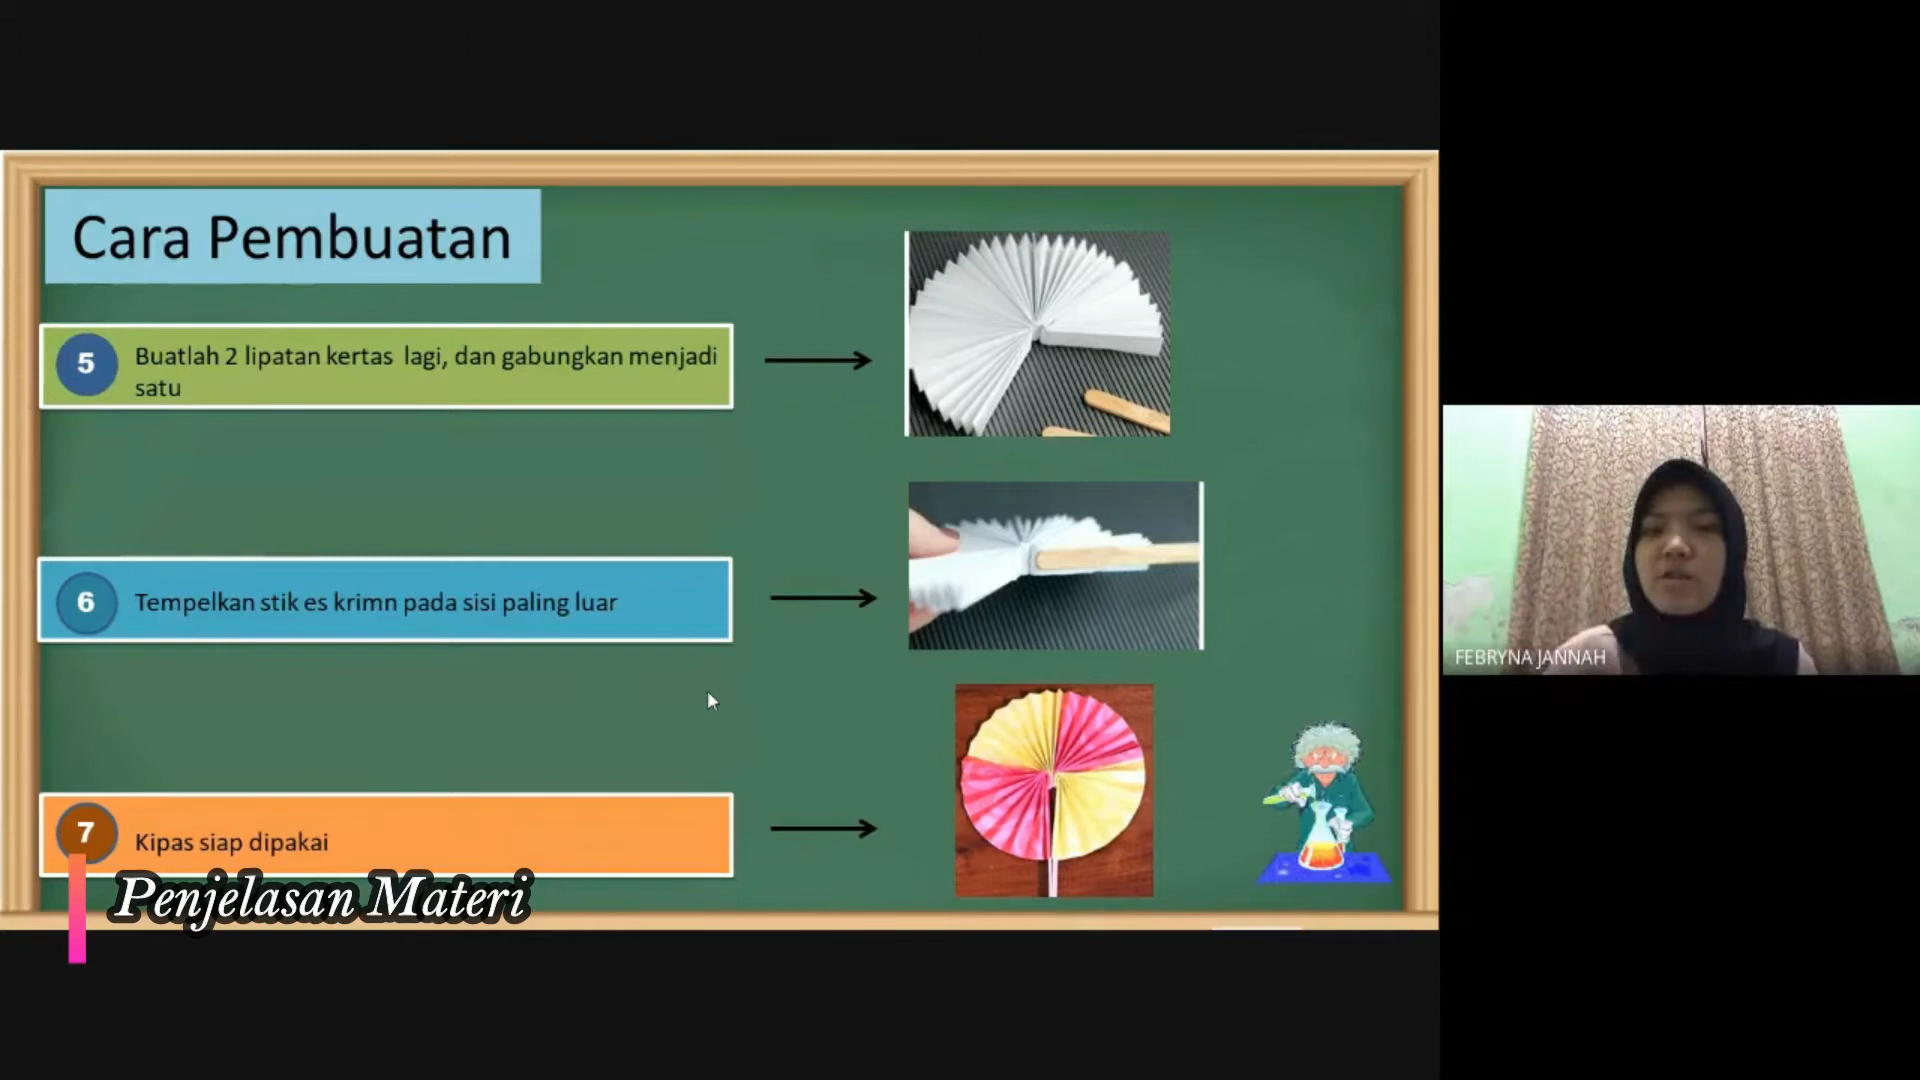 Cara Pembuatan
5
Buatlah 2 lipatan kertas lagi, dan gabungkan menjadi
satu
6
Tempelkan stik es krimn pada sisi paling luar
7
Kipas siap dipakai
Penjelasan Materi
FEBRYNA JANNAH